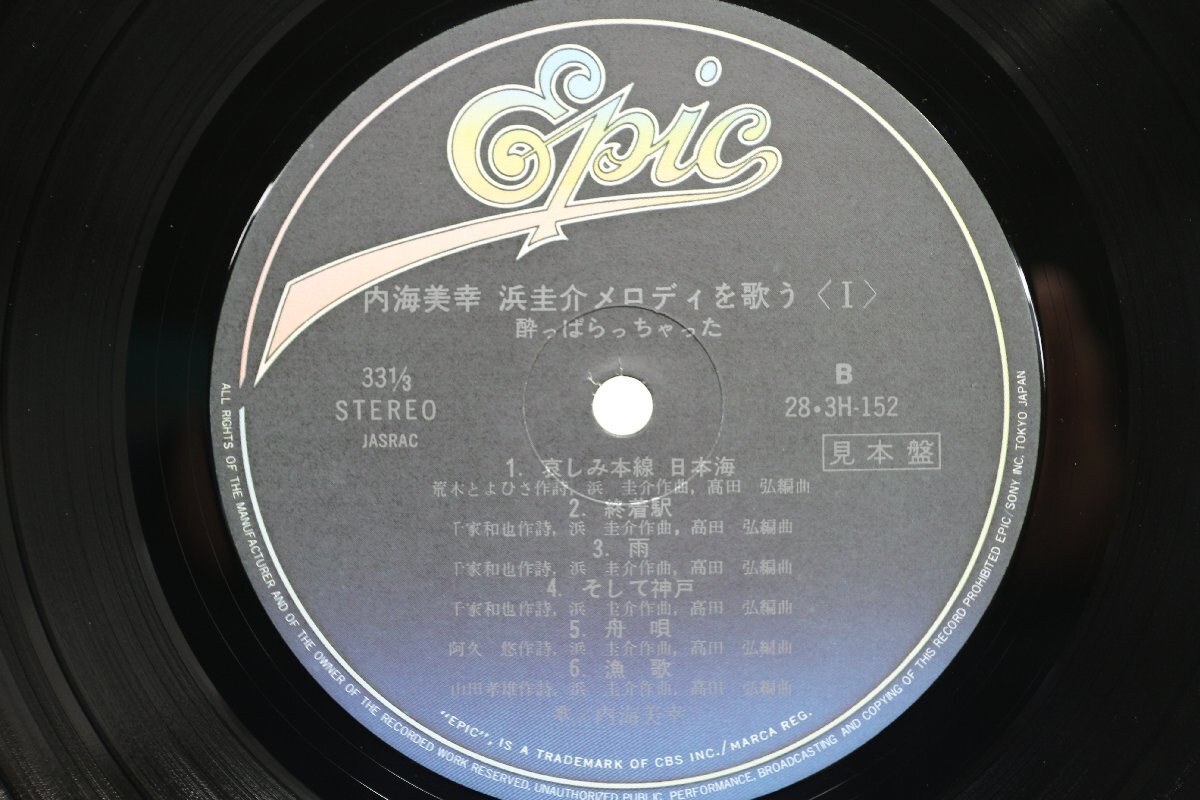 Epic
内海美幸 浜圭介メロディを歌う〈I〉
酔っぱらっちゃった
33⅓
STEREO
JASRAC
B
28・3H-152
見本盤
1. 哀しみ本線 日本海
荒木とよひさ作詩, 浜 圭介作曲, 高田 弘編曲
2. 終着駅
千家和也作詩, 浜 圭介作曲, 高田 弘編曲
3. 雨
千家和也作詩, 浜 圭介作曲, 高田 弘編曲
4. そして神戸
千家和也作詩, 浜 圭介作曲, 高田 弘編曲
5. 舟唄
阿久 悠作詩, 浜 圭介作曲, 高田 弘編曲
6. 漁歌
山田孝雄作詩, 浜 圭介作曲, 高田 弘編曲
歌 : 内海美幸
"EPIC", IS A TRADEMARK OF CBS INC./MARCA REG.
ALL RIGHTS OF THE MANUFACTURER AND OF THE OWNER OF THE RECORDED WORK RESERVED. UNAUTHORIZED PUBLIC PERFORMANCE, BROADCASTING AND COPYING OF THIS RECORD PROHIBITED EPIC/SONY INC. TOKYO JAPAN